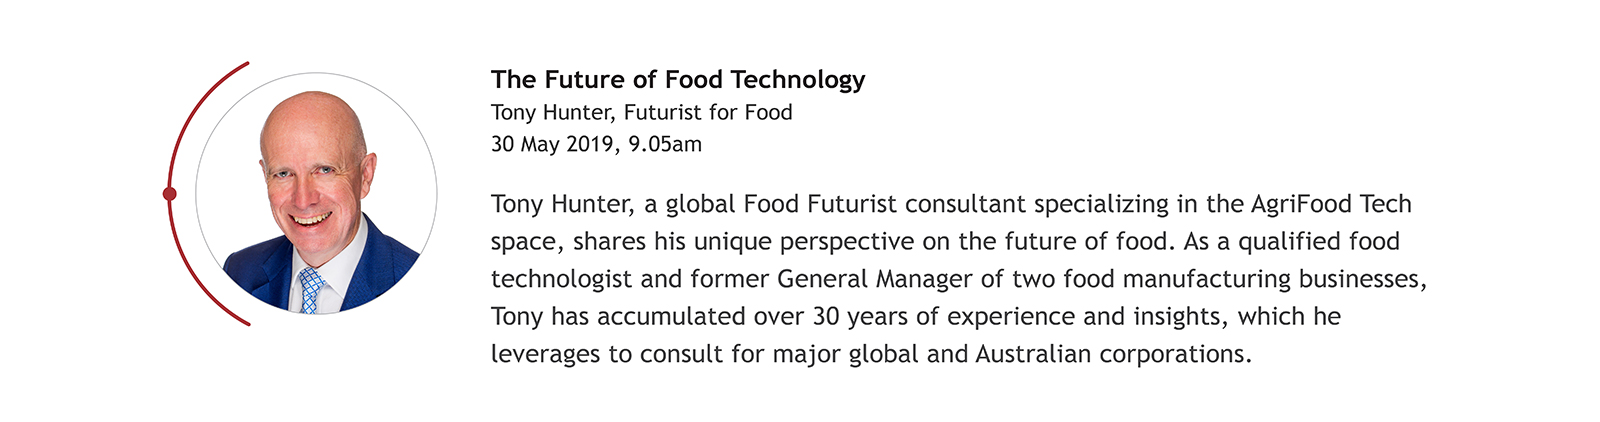 The Future of Food Technology
Tony Hunter, Futurist for Food
30 May 2019, 9.05am
Tony Hunter, a global Food Futurist consultant specializing in the AgriFood Tech
space, shares his unique perspective on the future of food. As a qualified food
technologist and former General Manager of two food manufacturing businesses,
Tony has accumulated over 30 years of experience and insights, which he
leverages to consult for major global and Australian corporations.